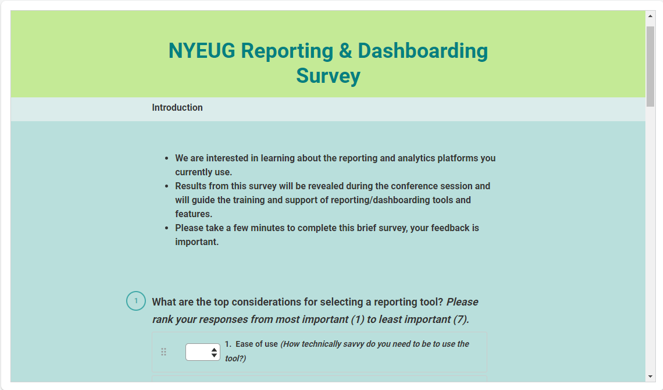 NYEUG Reporting & Dashboarding
Survey
Introduction
• We are interested in learning about the reporting and analytics platforms you
currently use.
• Results from this survey will be revealed during the conference session and
will guide the training and support of reporting/dashboarding tools and
features.
• Please take a few minutes to complete this brief survey, your feedback is
important.
1 What are the top considerations for selecting a reporting tool? Please
rank your responses from most important (1) to least important (7).
1. Ease of use (How technically savvy do you need to be to use the
tool?)